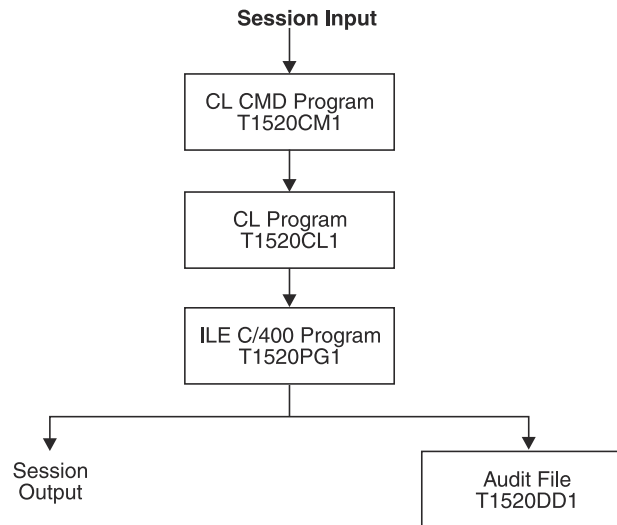 Session Input
CL CMD Program
T1520CM1
CL Program
T1520CL1
ILE C/400 Program
T1520PG1
Session
Output
Audit File
T1520DD1